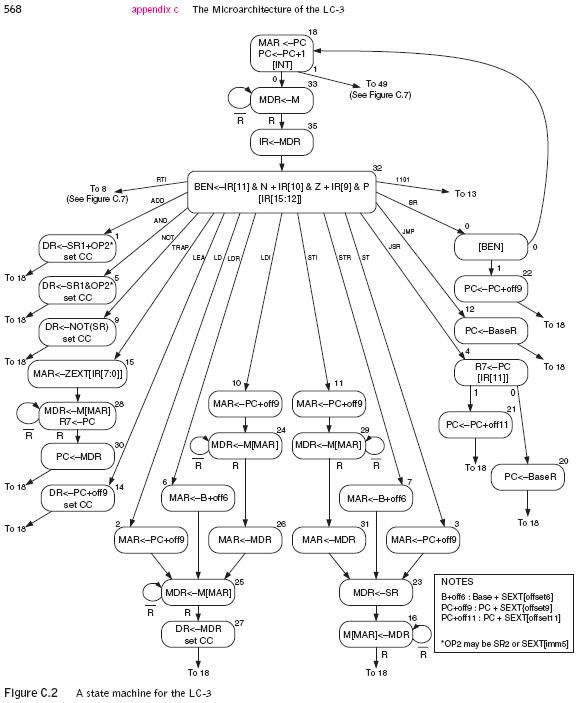 568
appendix c The Microarchitecture of the LC-3
18
MAR <–PC
PC<–PC+1
[INT]
0
1
To 49
(See Figure C.7)
33
MDR<–M
R
R
35
IR<–MDR
32
BEN<–IR[11] & N + IR[10] & Z + IR[9] & P
[IR[15:12]]
RTI
To 8
(See Figure C.7)
1101
To 13
ADD
AND
NOT
TRAP
LEA
LD
LDR
LDI
STI
STR
ST
JSR
JMP
BR
1
DR<–SR1+OP2*
set CC
To 18
5
DR<–SR1&OP2*
set CC
To 18
9
DR<–NOT(SR)
set CC
To 18
15
MAR<–ZEXT[IR[7:0]]
28
MDR<–M[MAR]
R7<–PC
R
R
30
PC<–MDR
To 18
14
DR<–PC+off9
set CC
To 18
0
[BEN]
0
1
22
PC<–PC+off9
To 18
12
PC<–BaseR
To 18
4
R7<–PC
[IR[11]]
1
0
21
PC<–PC+off11
To 18
20
PC<–BaseR
To 18
10
MAR<–PC+off9
24
MDR<–M[MAR]
R
R
11
MAR<–PC+off9
29
MDR<–M[MAR]
R
R
6
MAR<–B+off6
7
MAR<–B+off6
2
MAR<–PC+off9
26
MAR<–MDR
31
MAR<–MDR
3
MAR<–PC+off9
25
MDR<–M[MAR]
R
R
27
DR<–MDR
set CC
To 18
23
MDR<–SR
16
M[MAR]<–MDR
R
R
To 18
NOTES
B+off6 : Base + SEXT[offset6]
PC+off9 : PC + SEXT[offset9]
PC+off11 : PC + SEXT[offset11]
*OP2 may be SR2 or SEXT[imm5]
Figure C.2 A state machine for the LC-3